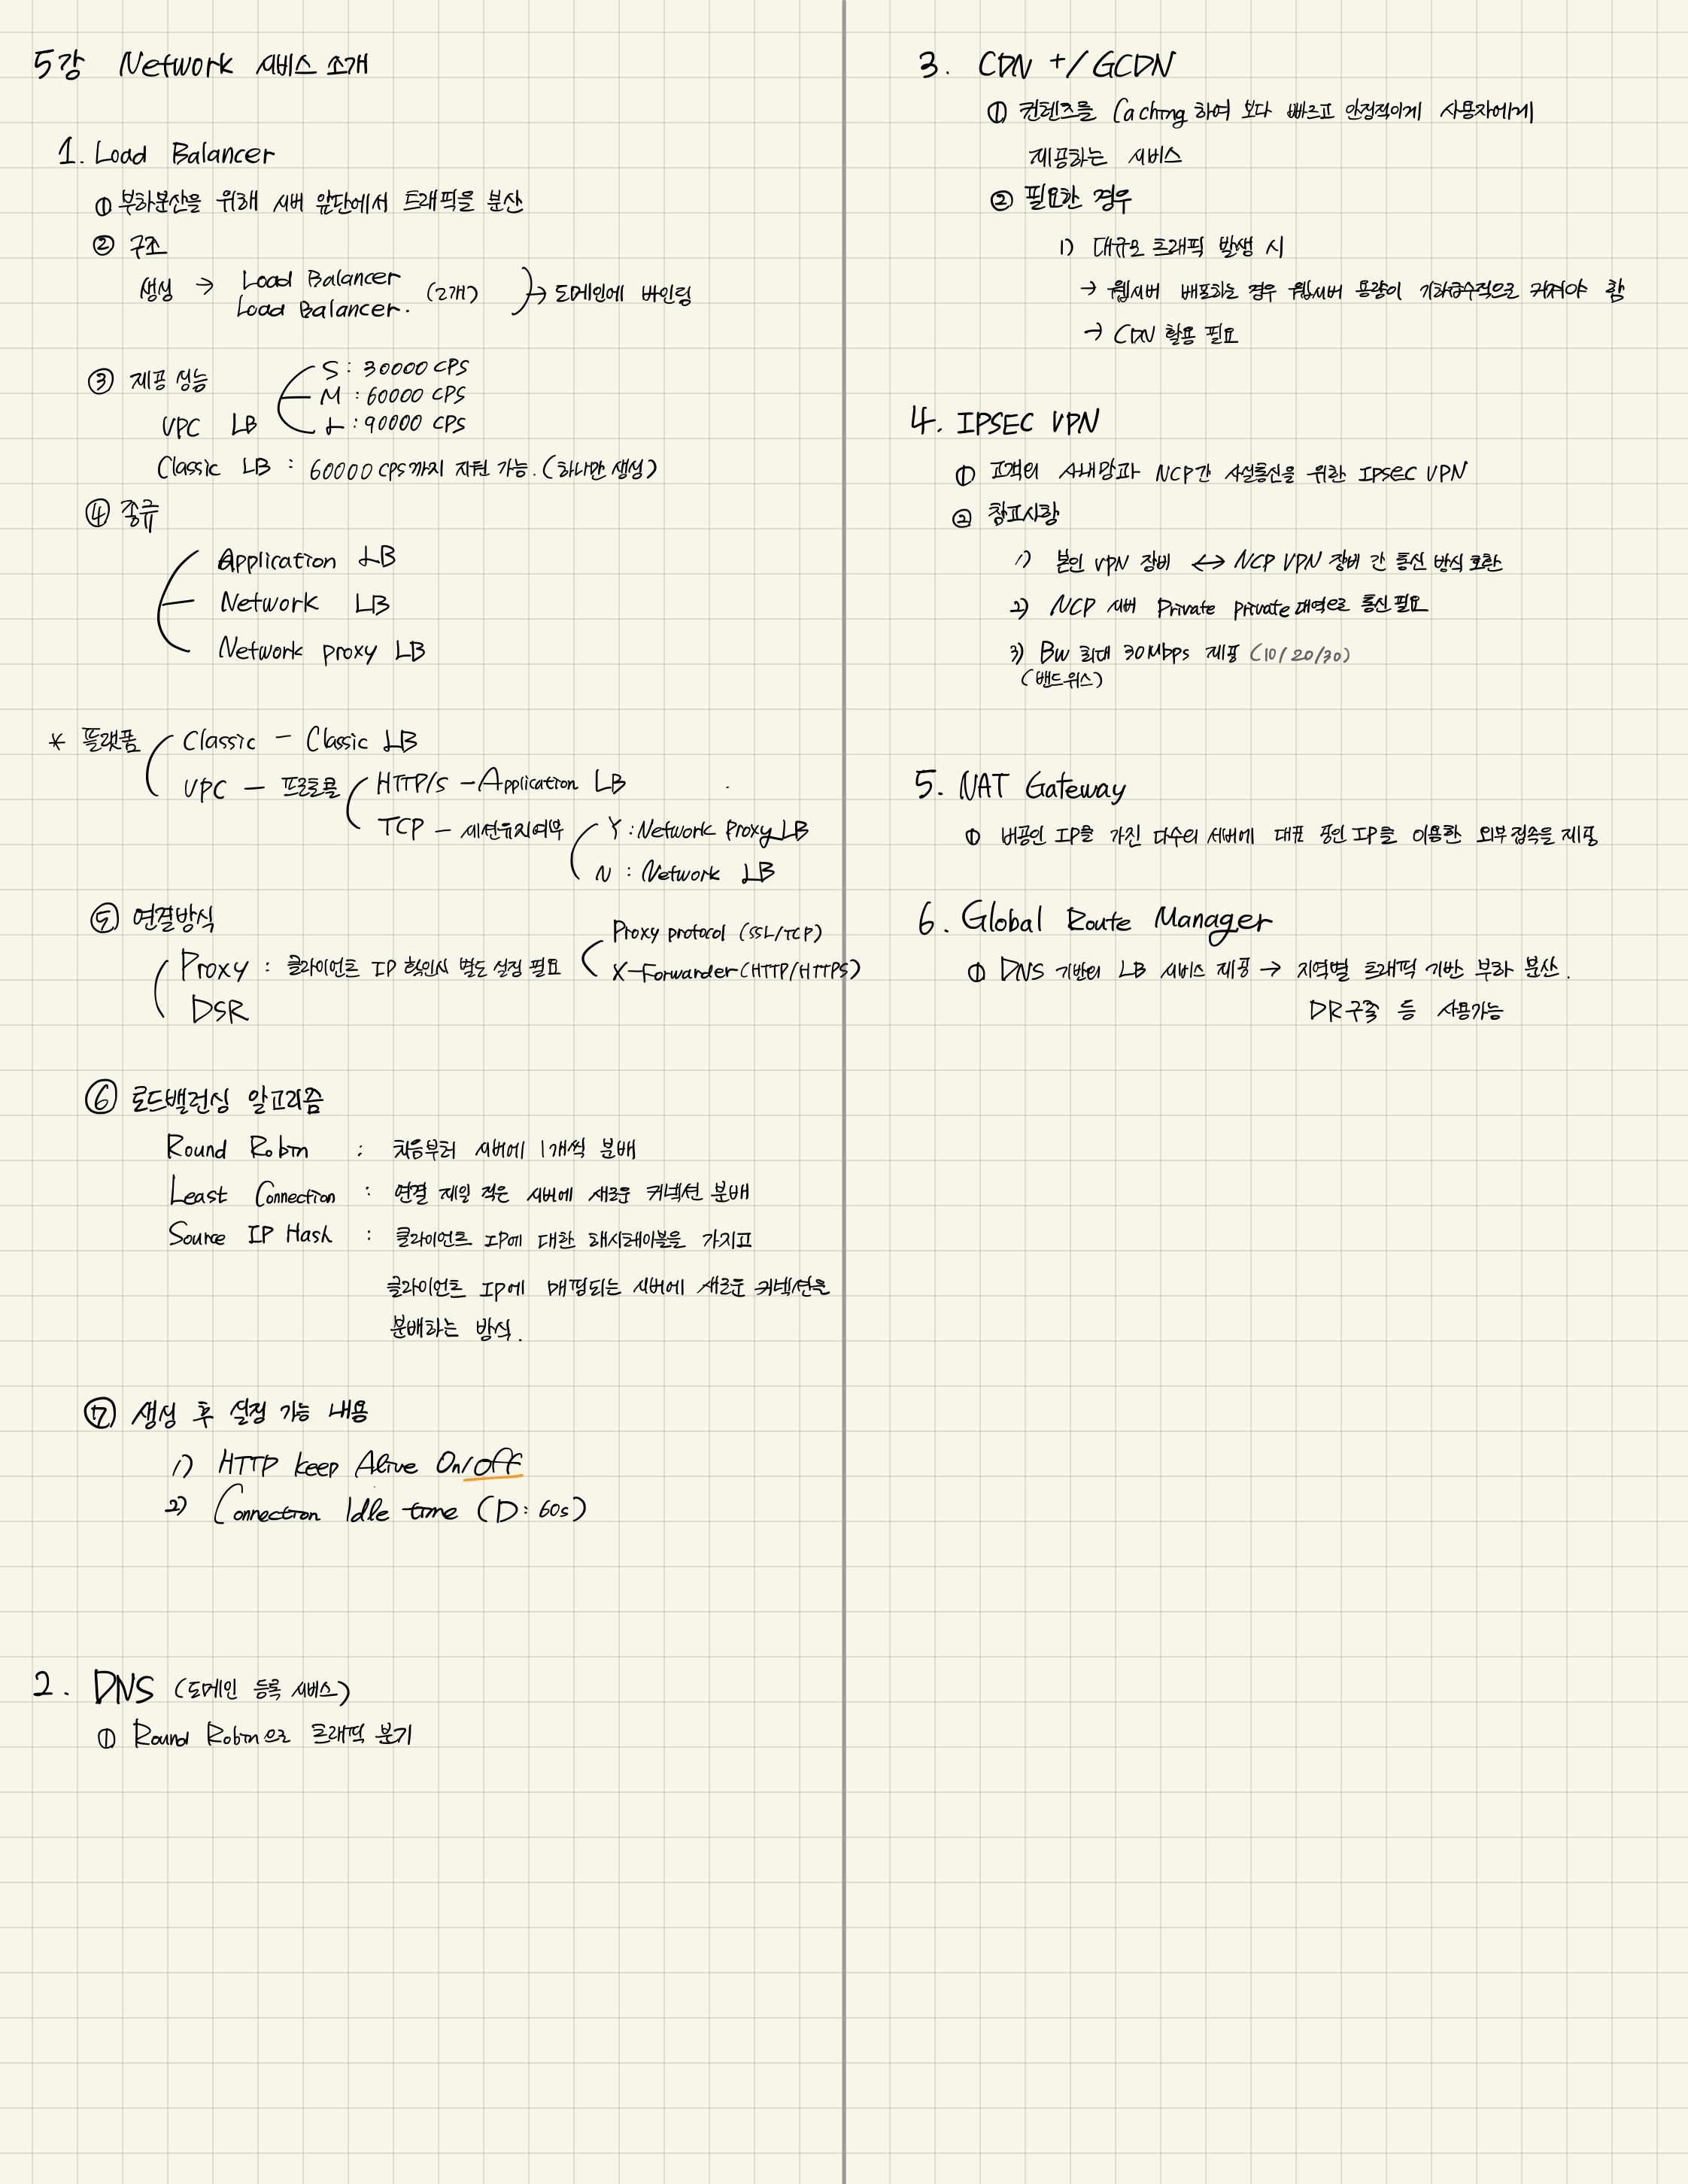 5강 Network 서비스 소개
1. Load Balancer
① 부하분산을 위해 서버 앞단에서 트래픽을 분산
② 구조
생성 → Load Balancer
Load Balancer. (2개) → 도메인에 바인딩
③ 제공 성능
VPC LB
S : 30000 CPS
M : 60000 CPS
L : 90000 CPS
Classic LB : 60000 CPS까지 지원 가능. (하나만 생성)
④ 종류
Application LB
Network LB
Network proxy LB
* 플랫폼
Classic - Classic LB
VPC - 프로토콜
HTTP/S - Application LB
TCP - 세션유지여부
Y : Network Proxy LB
N : Network LB
⑤ 연결방식
Proxy : 클라이언트 IP 확인시 별도 설정 필요
Proxy protocol (SSL/TCP)
X-Forwarder (HTTP/HTTPS)
DSR
⑥ 로드밸런싱 알고리즘
Round Robin : 처음부터 서버에 1개씩 분배
Least Connection : 연결 제일 적은 서버에 새로운 커넥션 분배
Source IP Hash : 클라이언트 IP에 대한 해시테이블을 가지고
클라이언트 IP에 매핑되는 서버에 새로운 커넥션을
분배하는 방식.
⑦ 생성 후 설정 가능 내용
1) HTTP keep Alive On/off
2) Connection Idle time (D: 60s)
2. DNS (도메인 등록 서비스)
① Round Robin으로 트래픽 분기
3. CDN +/GCDN
① 컨텐츠를 Caching 하여 보다 빠르고 안정적이게 사용자에게
제공하는 서비스
② 필요한 경우
1) 대규모 트래픽 발생 시
→ 웹서버 배포하는 경우 웹서버 용량이 기하급수적으로 커져야 함
→ CDN 활용 필요
4. IPSEC VPN
① 고객의 사내망과 NCP간 사설통신을 위한 IPsec VPN
② 참고사항
1) 본인 VPN 장비 ↔ NCP VPN 장비 간 통신 방식 호환
2) NCP 서버 Private private 대역으로 통신 필요
3) BW 최대 30Mbps 제공 (10/20/30)
(밴드위스)
5. NAT Gateway
① 비공인 IP를 가진 다수의 서버에 대표 공인 IP를 이용한 외부 접속을 제공
6. Global Route Manager
① DNS 기반의 LB 서비스 제공 → 지역별 트래픽 기반 부하 분산.
DR구축 등 사용가능